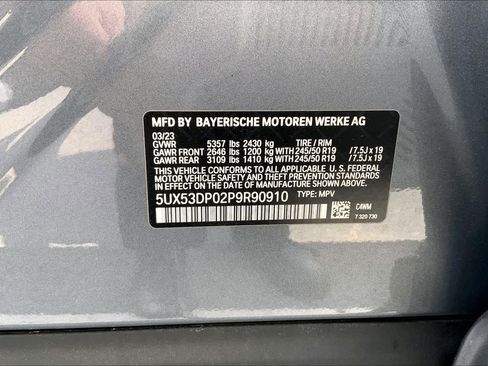 MFD BY BAYERISCHE MOTOREN WERKE AG
03/23
GVWR 5357 lbs 2430 kg TIRE / RIM
GAWR FRONT 2646 lbs 1200 kg WITH 245/50 R19 /7.5J x 19
GAWR REAR 3109 lbs 1410 kg WITH 245/50 R19 /7.5J x 19
THIS VEHICLE CONFORMS TO ALL APPLICABLE U. S. FEDERAL
MOTOR VEHICLE SAFETY, BUMPER, AND THEFT PREVENTION
STANDARDS IN EFFECT ON THE DATE OF MANUFACTURE SHOWN ABOVE.
5UX53DP02P9R90910 TYPE: MPV
C4WM
7 320 730